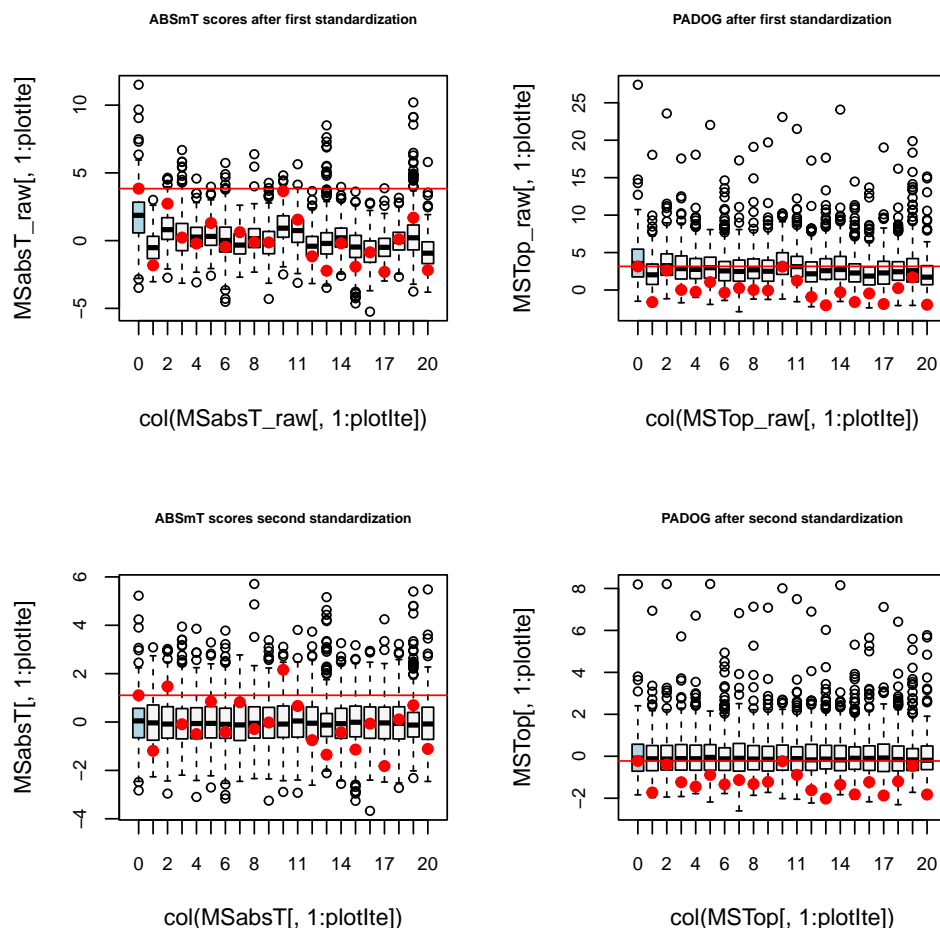 ABSmT scores after first standardization
MSabsT_raw[, 1:plotIte]
10
5
0
−5
0 2 4 6 8 11 14 17 20
col(MSabsT_raw[, 1:plotIte])
PADOG after first standardization
MSTop_raw[, 1:plotIte]
25
20
15
10
5
0
0 2 4 6 8 11 14 17 20
col(MSTop_raw[, 1:plotIte])
ABSmT scores second standardization
MSabsT[, 1:plotIte]
6
4
2
0
−2
−4
0 2 4 6 8 11 14 17 20
col(MSabsT[, 1:plotIte])
PADOG after second standardization
MSTop[, 1:plotIte]
8
6
4
2
0
−2
0 2 4 6 8 11 14 17 20
col(MSTop[, 1:plotIte])